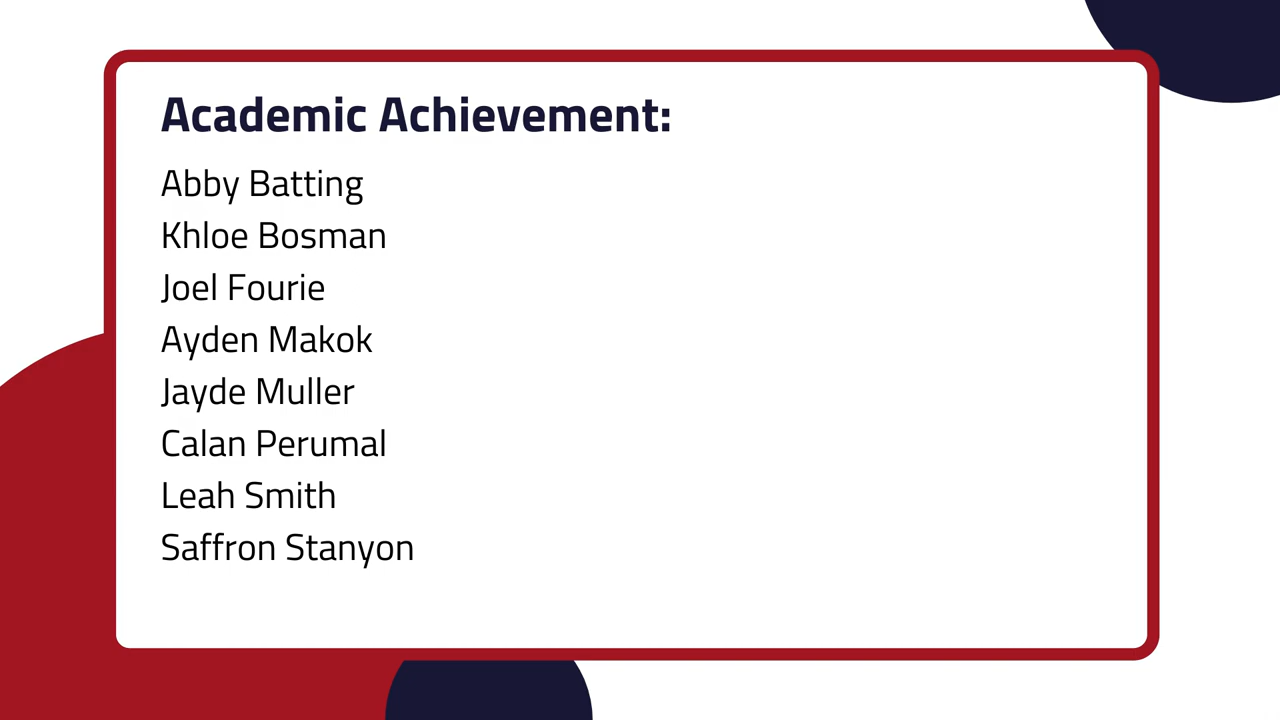 Academic Achievement:
Abby Batting
Khloe Bosman
Joel Fourie
Ayden Makok
Jayde Muller
Calan Perumal
Leah Smith
Saffron Stanyon